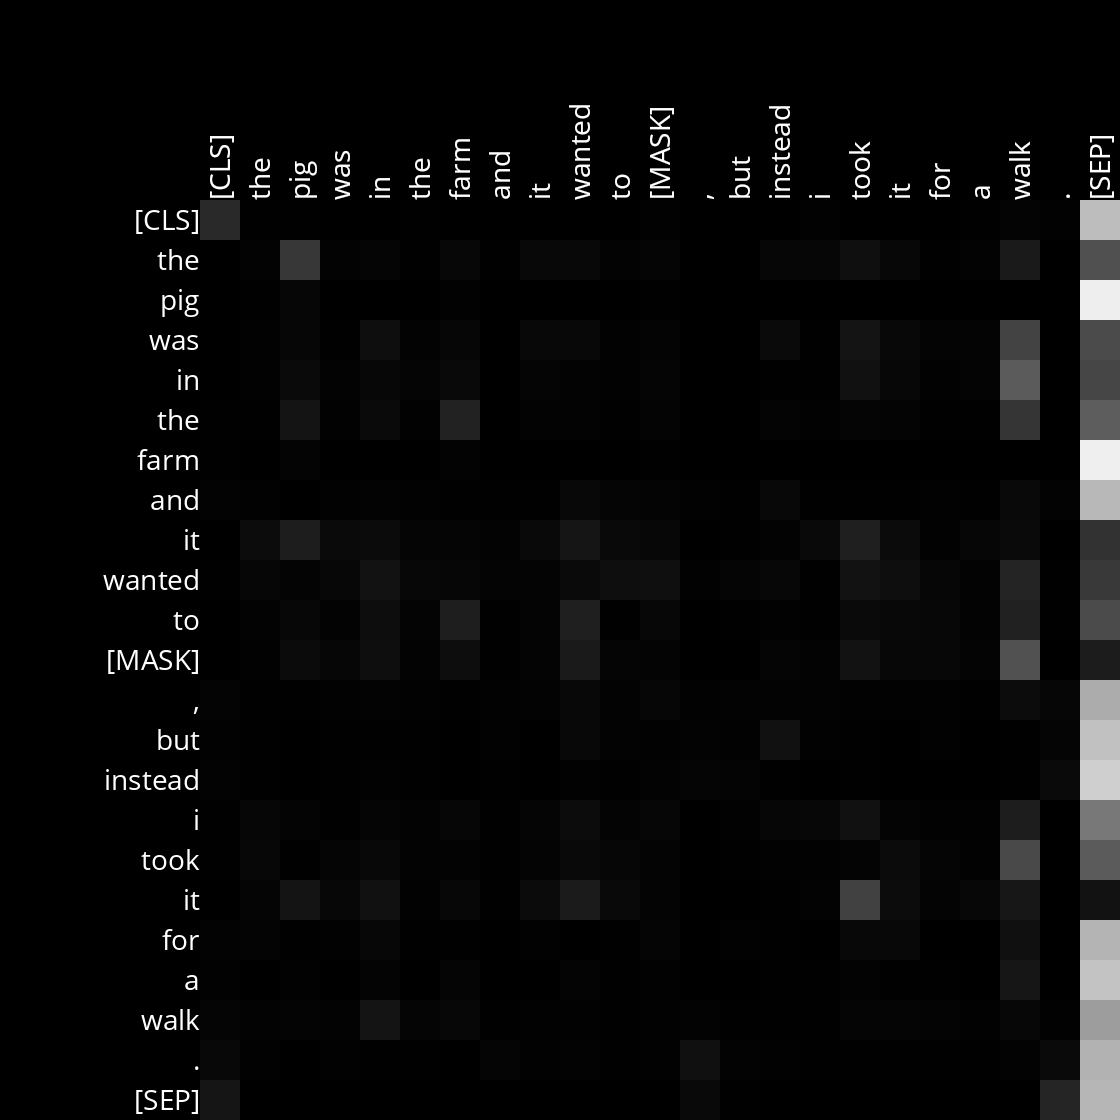 [CLS] the pig was in the farm and it wanted to [MASK] , but instead i took it for a walk . [SEP]
[CLS]
the
pig
was
in
the
farm
and
it
wanted
to
[MASK]
,
but
instead
i
took
it
for
a
walk
.
[SEP]